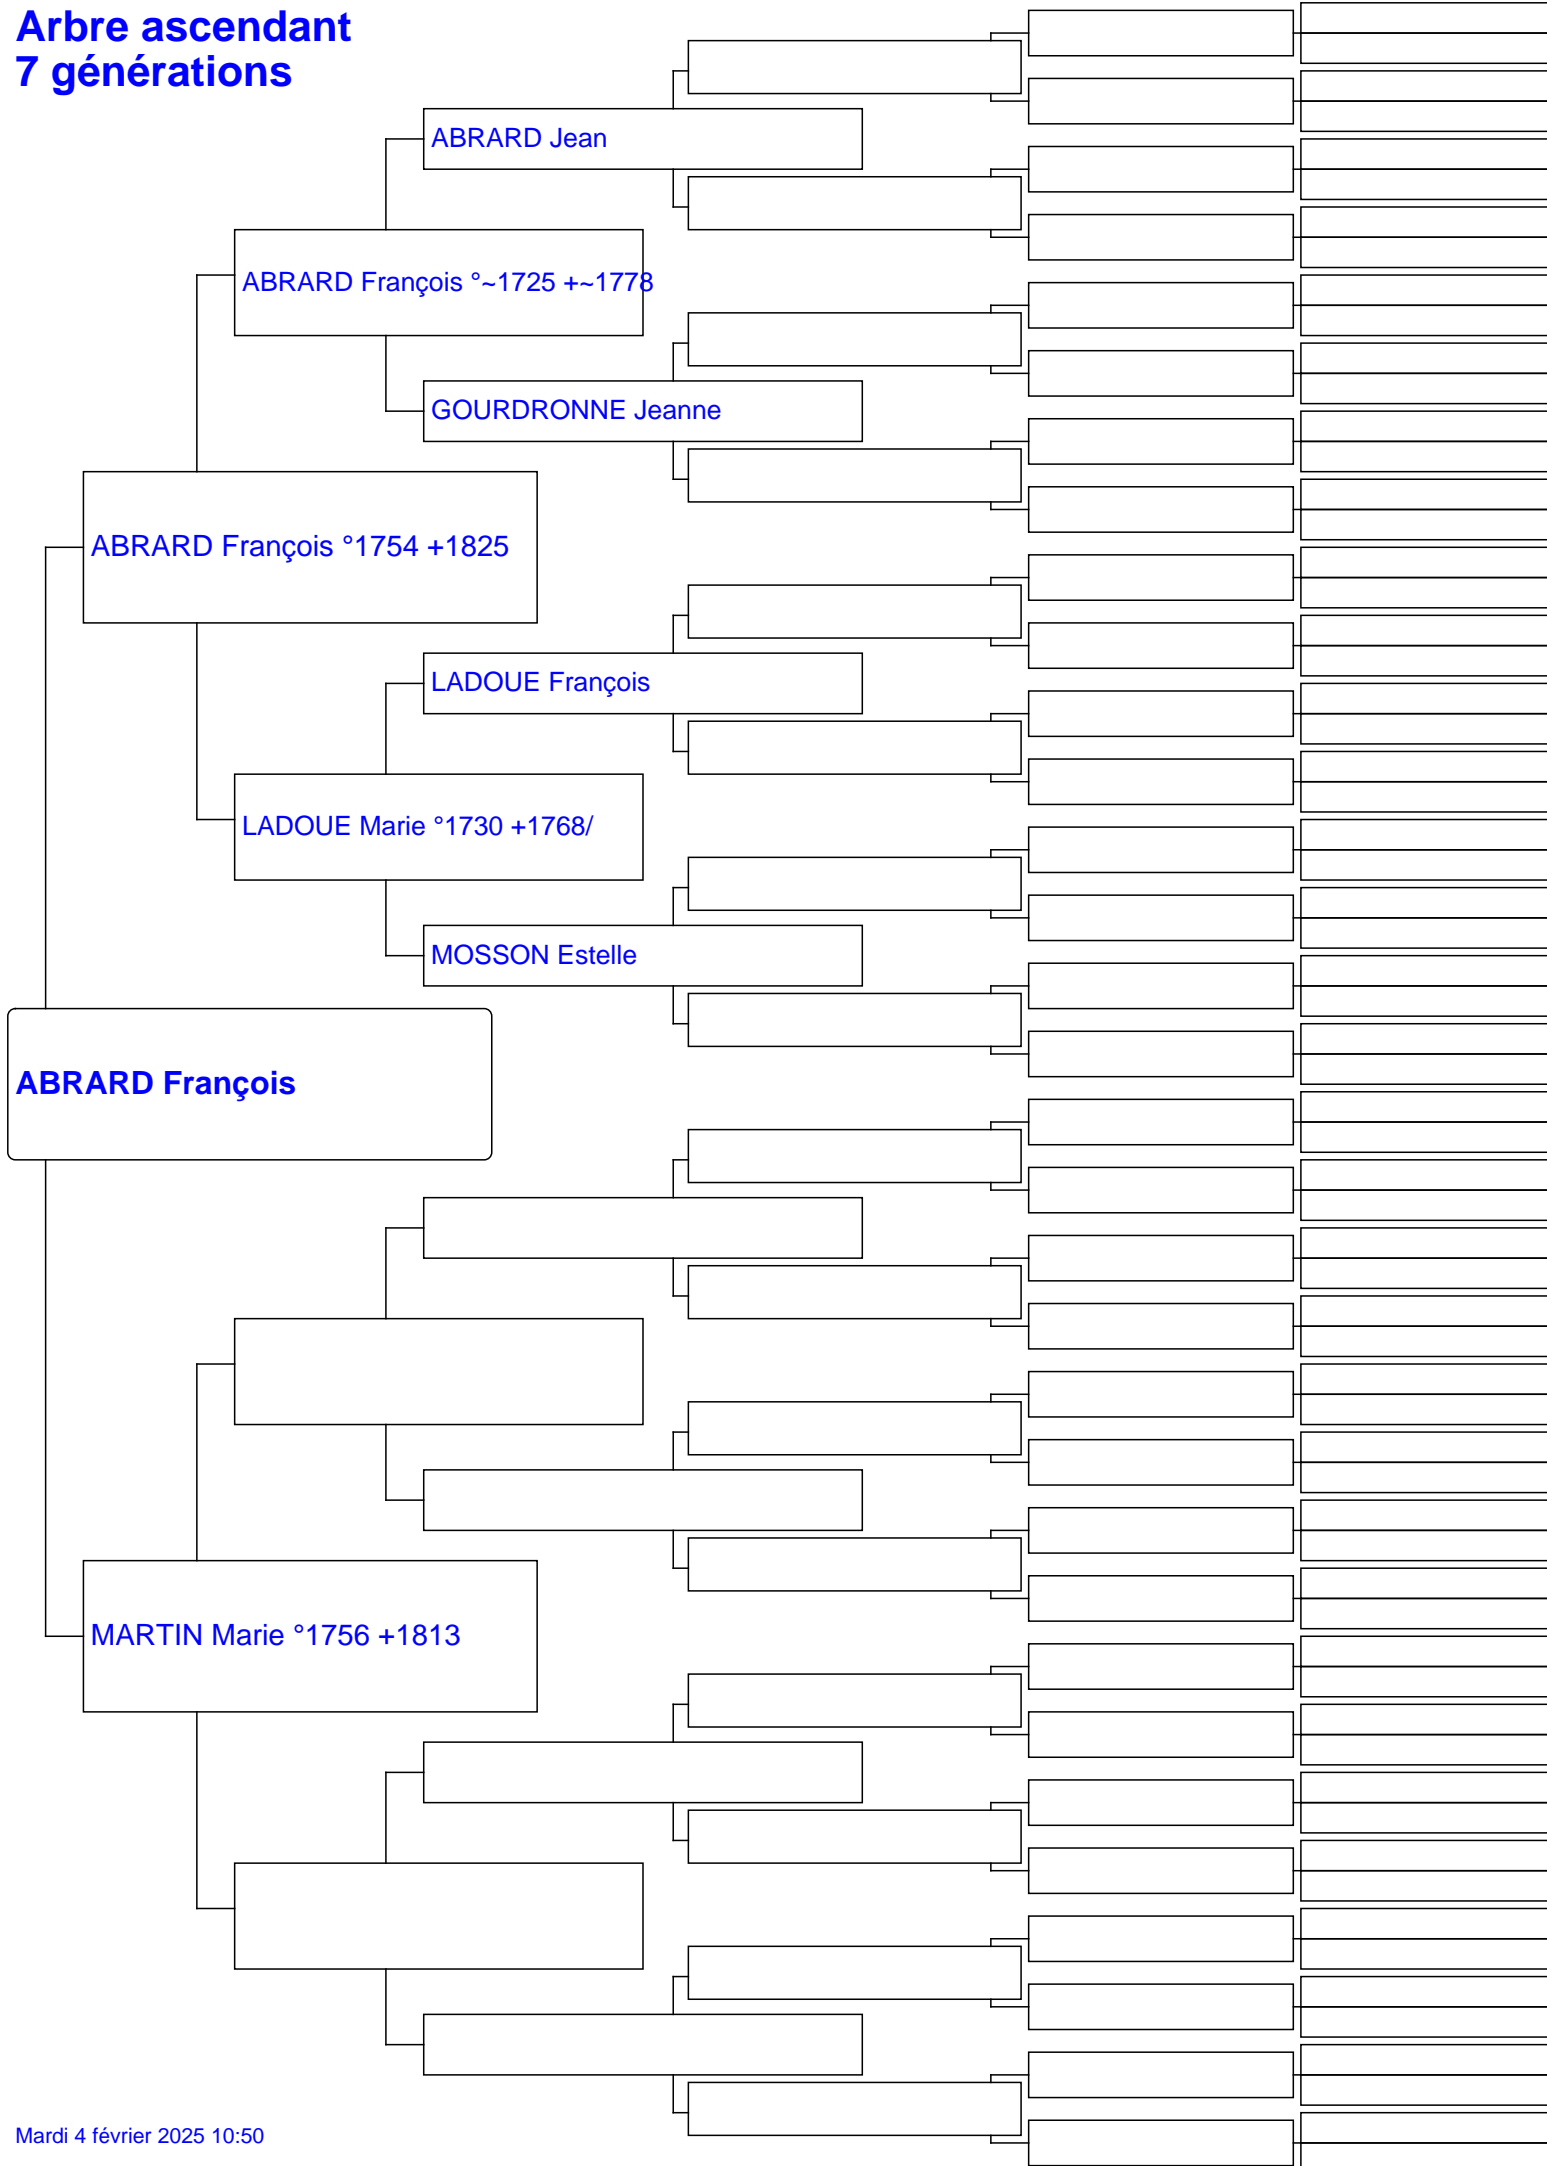 Arbre ascendant
7 générations
ABRARD Jean
ABRARD François °~1725 +~1778
GOURDRONNE Jeanne
ABRARD François °1754 +1825
LADOUE François
LADOUE Marie °1730 +1768/
MOSSON Estelle
ABRARD François
MARTIN Marie °1756 +1813
Mardi 4 février 2025 10:50